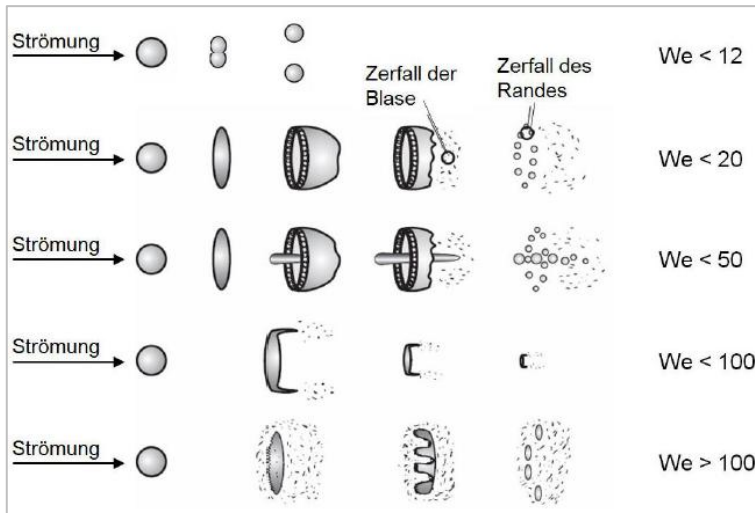 Strömung
We < 12
Zerfall der
Blase
Zerfall des
Randes
Strömung
We < 20
Strömung
We < 50
Strömung
We < 100
Strömung
We > 100